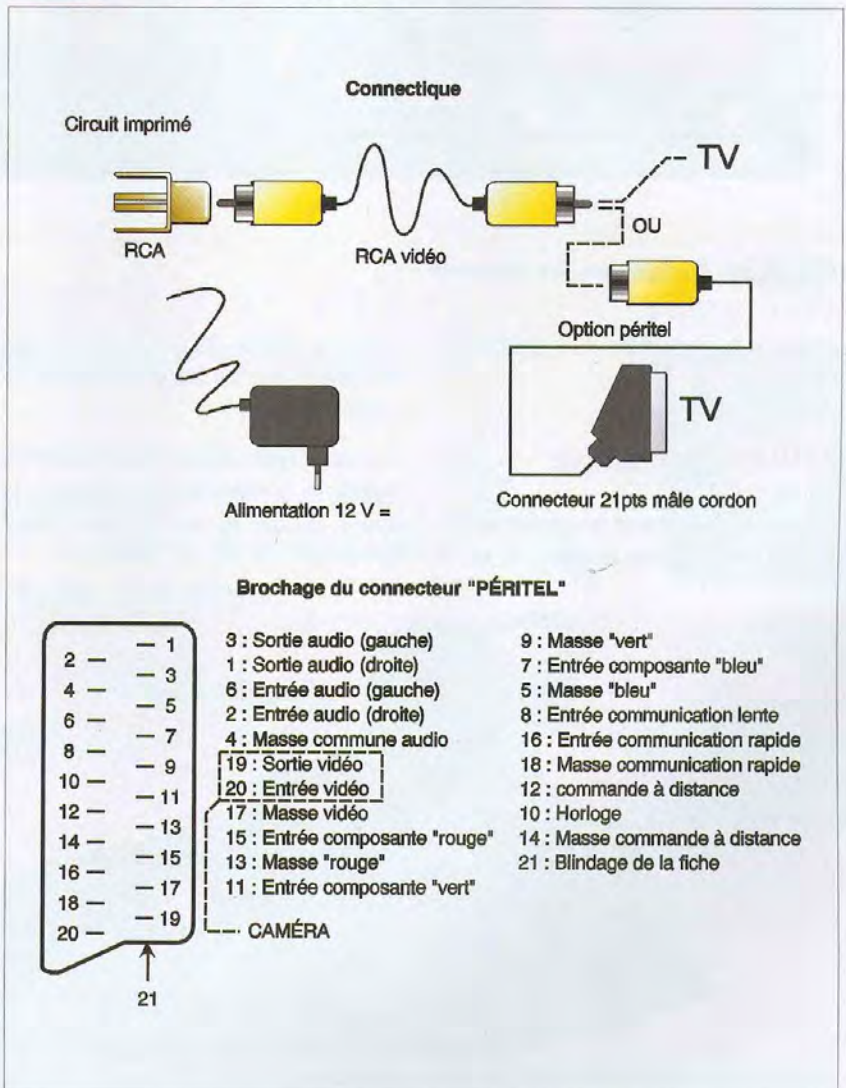 Connectique
Circuit imprimé
TV
OU
RCA
RCA vidéo
Option péritel
TV
Alimentation 12 V =
Connecteur 21pts mâle cordon
Brochage du connecteur "PÉRITEL"
1
2
3
4
5
6
7
8
9
10
11
12
13
14
15
16
17
18
19
20
21
3 : Sortie audio (gauche)
1 : Sortie audio (droite)
6 : Entrée audio (gauche)
2 : Entrée audio (droite)
4 : Masse commune audio
19 : Sortie vidéo
20 : Entrée vidéo
17 : Masse vidéo
15 : Entrée composante "rouge"
13 : Masse "rouge"
11 : Entrée composante "vert"
CAMÉRA
9 : Masse "vert"
7 : Entrée composante "bleu"
5 : Masse "bleu"
8 : Entrée communication lente
16 : Entrée communication rapide
18 : Masse communication rapide
12 : commande à distance
10 : Horloge
14 : Masse commande à distance
21 : Blindage de la fiche